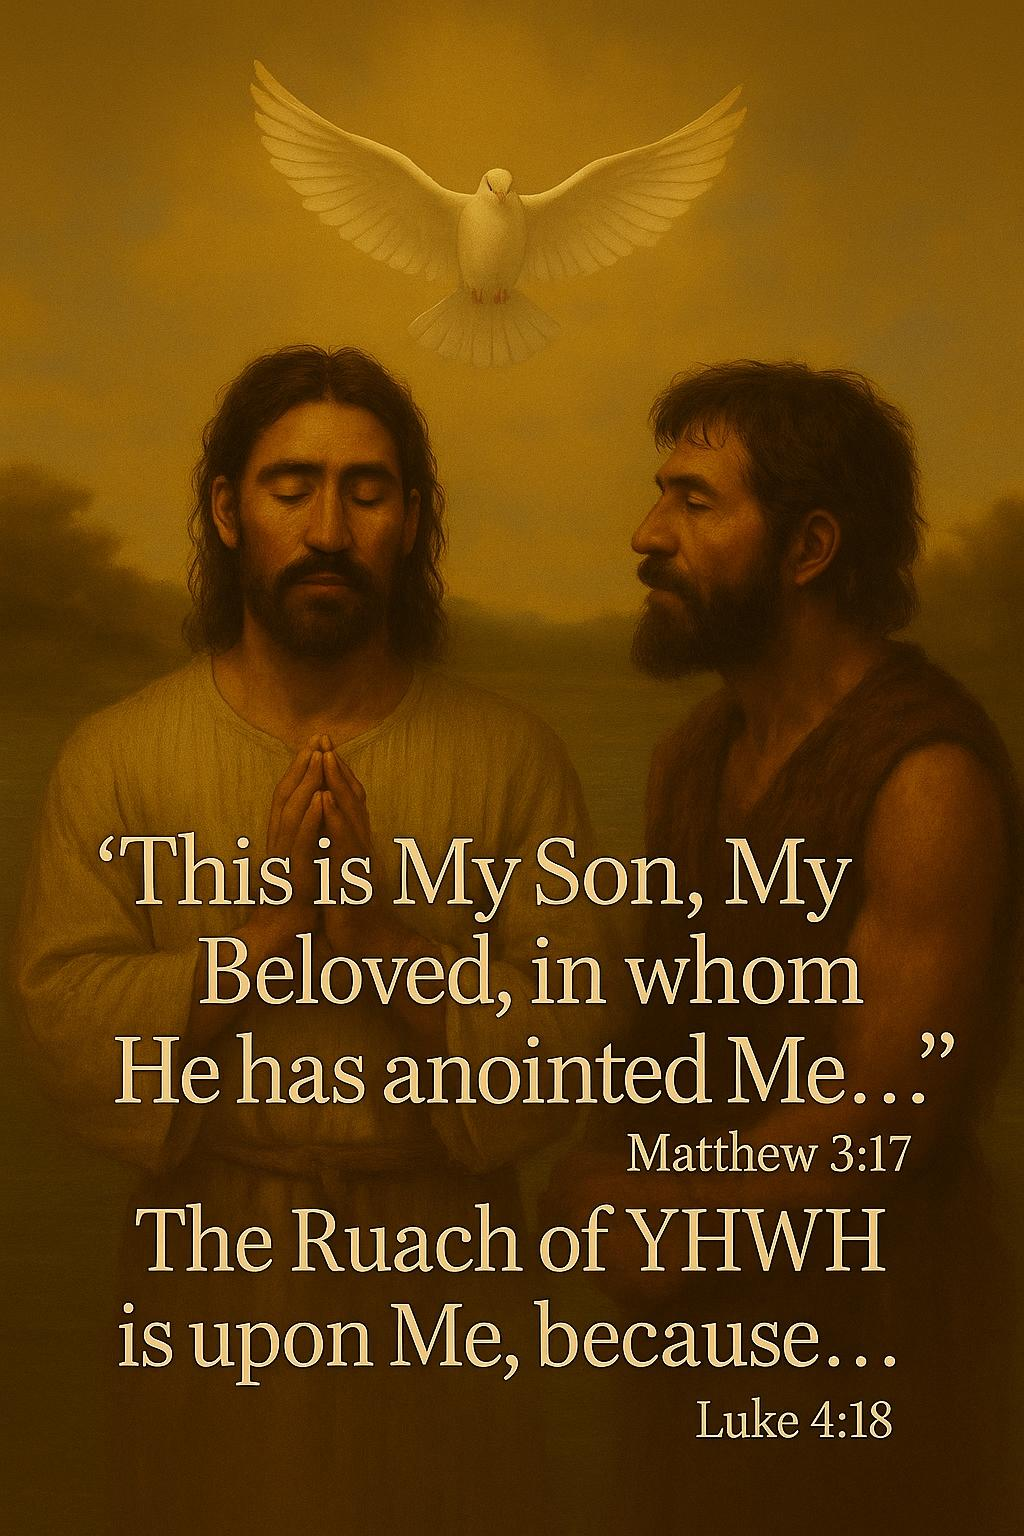 ‘This is My Son, My
Beloved, in whom
He has anointed Me...”
Matthew 3:17
The Ruach of YHWH
is upon Me, because...
Luke 4:18